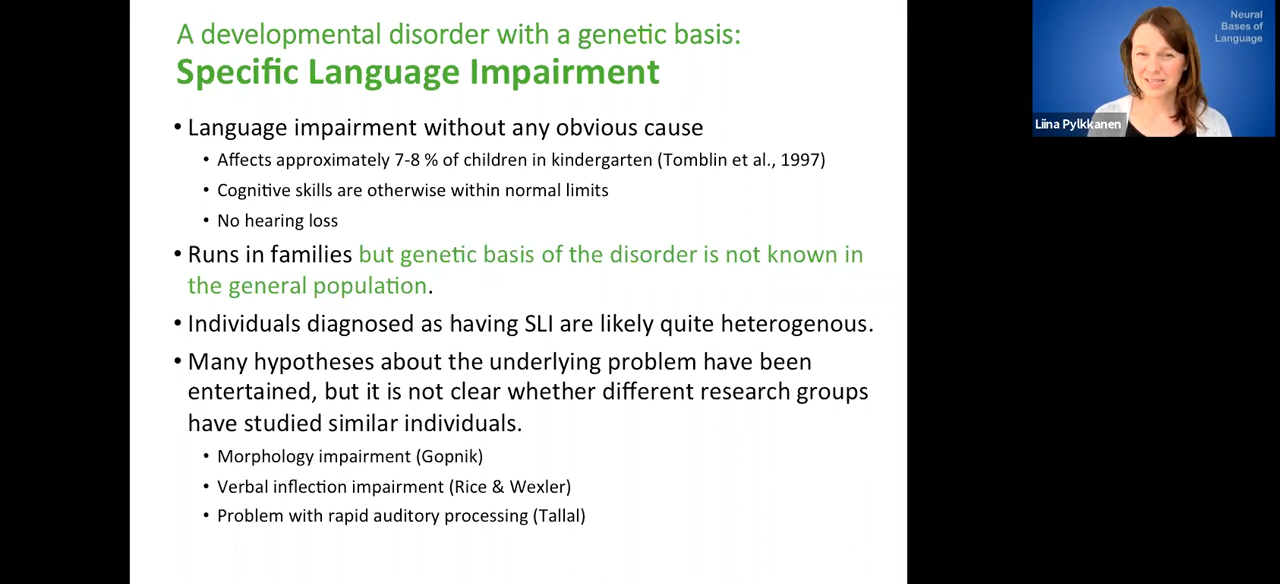 A developmental disorder with a genetic basis:
Specific Language Impairment
• Language impairment without any obvious cause
• Affects approximately 7-8 % of children in kindergarten (Tomblin et al., 1997)
• Cognitive skills are otherwise within normal limits
• No hearing loss
• Runs in families but genetic basis of the disorder is not known in
the general population.
• Individuals diagnosed as having SLI are likely quite heterogenous.
• Many hypotheses about the underlying problem have been
entertained, but it is not clear whether different research groups
have studied similar individuals.
• Morphology impairment (Gopnik)
• Verbal inflection impairment (Rice & Wexler)
• Problem with rapid auditory processing (Tallal)
Neural
Bases of
Language
Liina Pylkkanen